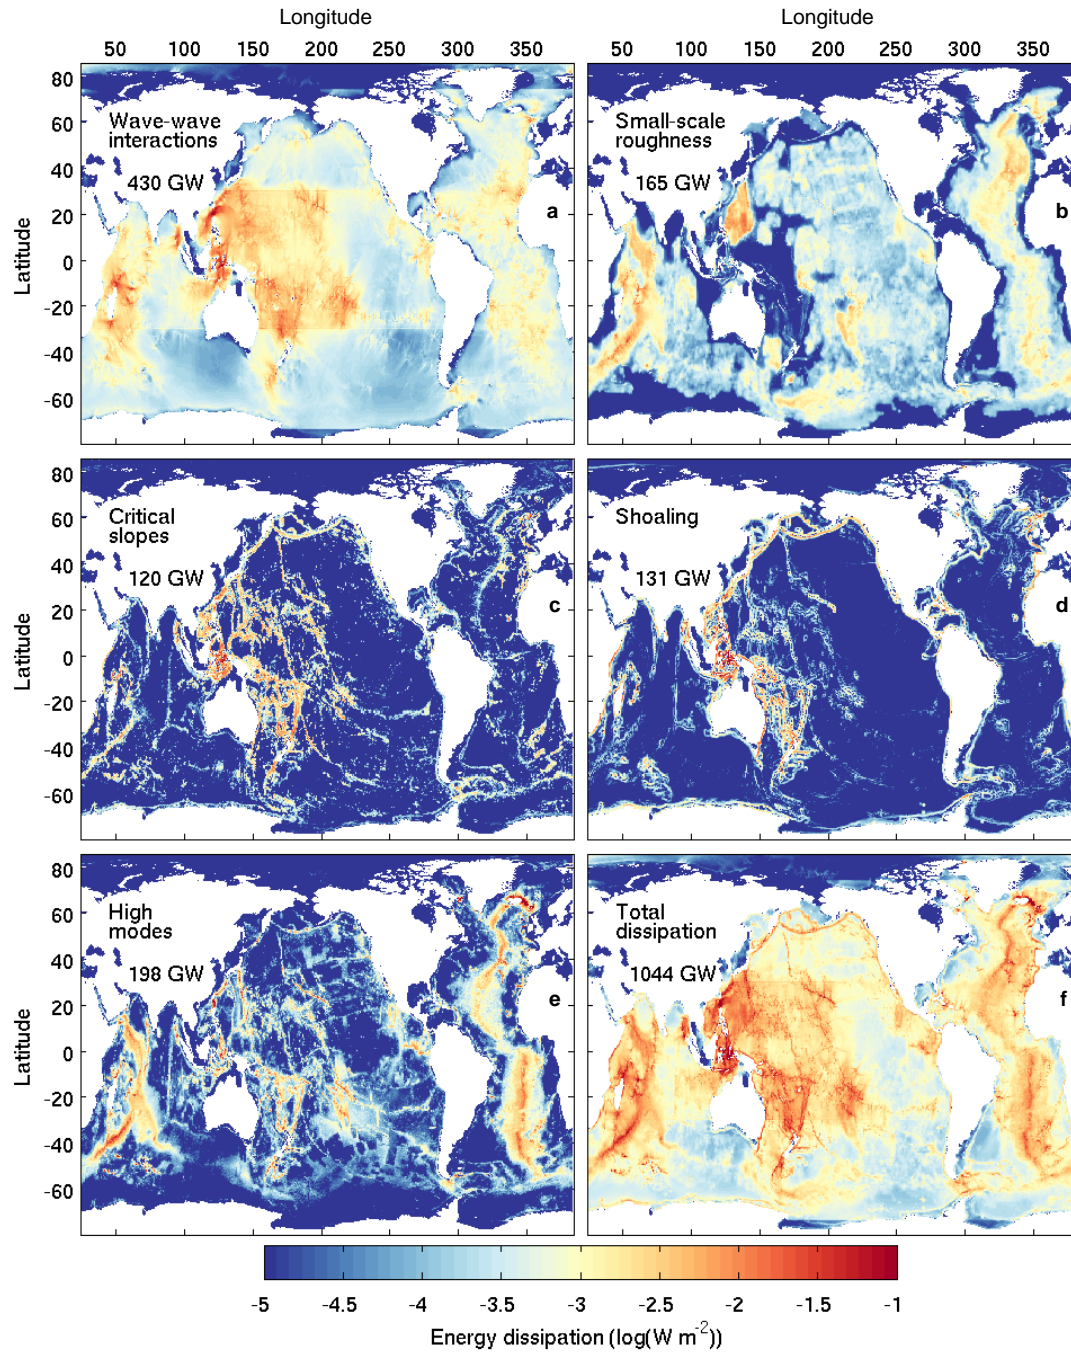 Longitude Longitude
50 100 150 200 250 300 350 50 100 150 200 250 300 350
80
60
40
20
0
-20
-40
-60
Latitude
Wave-wave
interactions
430 GW
a
Small-scale
roughness
165 GW
b
80
60
40
20
0
-20
-40
-60
Latitude
Critical
slopes
120 GW
c
Shoaling
131 GW
d
80
60
40
20
0
-20
-40
-60
Latitude
High
modes
198 GW
e
Total
dissipation
1044 GW
f
-5 -4.5 -4 -3.5 -3 -2.5 -2 -1.5 -1
Energy dissipation (log(W m⁻²))